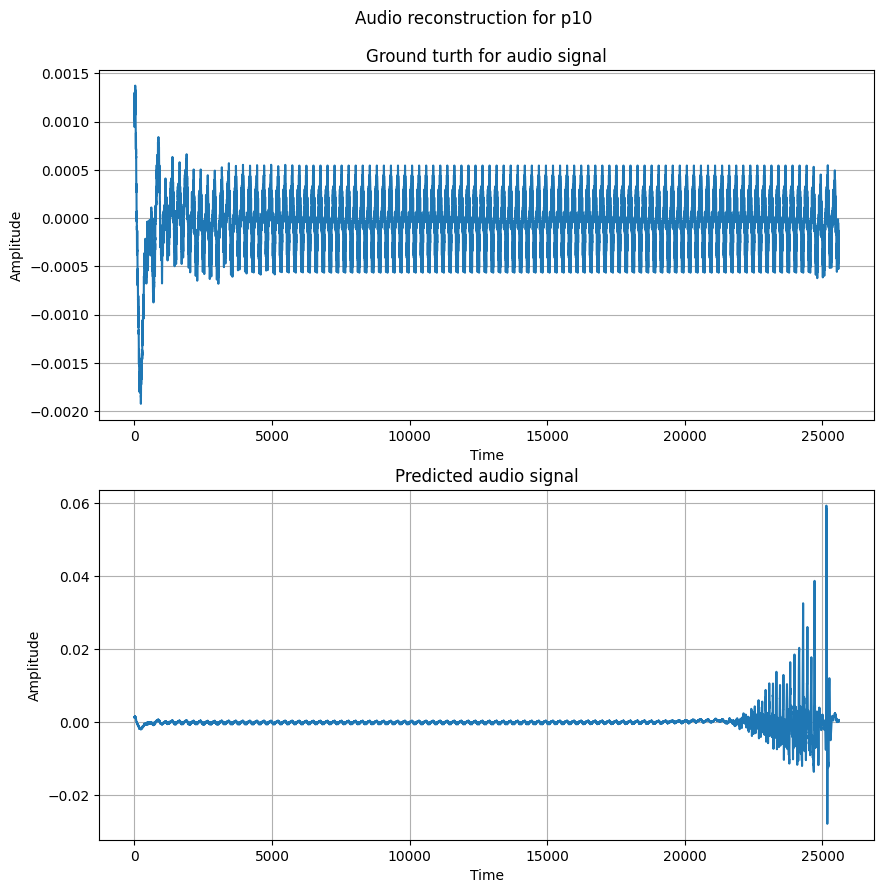 Audio reconstruction for p10
Ground turth for audio signal
0.0015
0.0010
0.0005
0.0000
−0.0005
−0.0010
−0.0015
−0.0020
Amplitude
0 5000 10000 15000 20000 25000
Time
Predicted audio signal
0.06
0.04
0.02
0.00
−0.02
Amplitude
0 5000 10000 15000 20000 25000
Time